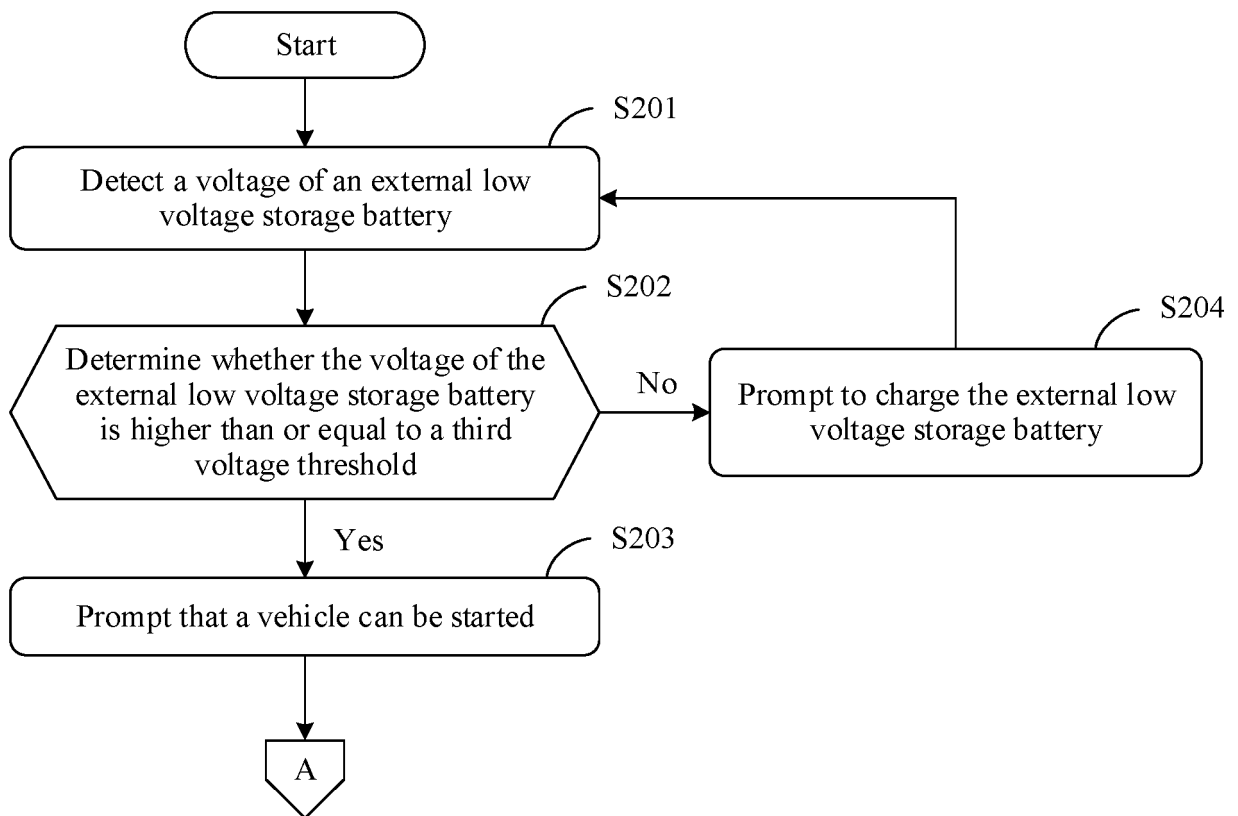 Start
S201
Detect a voltage of an external low
voltage storage battery
S202
Determine whether the voltage of the
external low voltage storage battery
is higher than or equal to a third
voltage threshold
No
S204
Prompt to charge the external low
voltage storage battery
Yes
S203
Prompt that a vehicle can be started
A